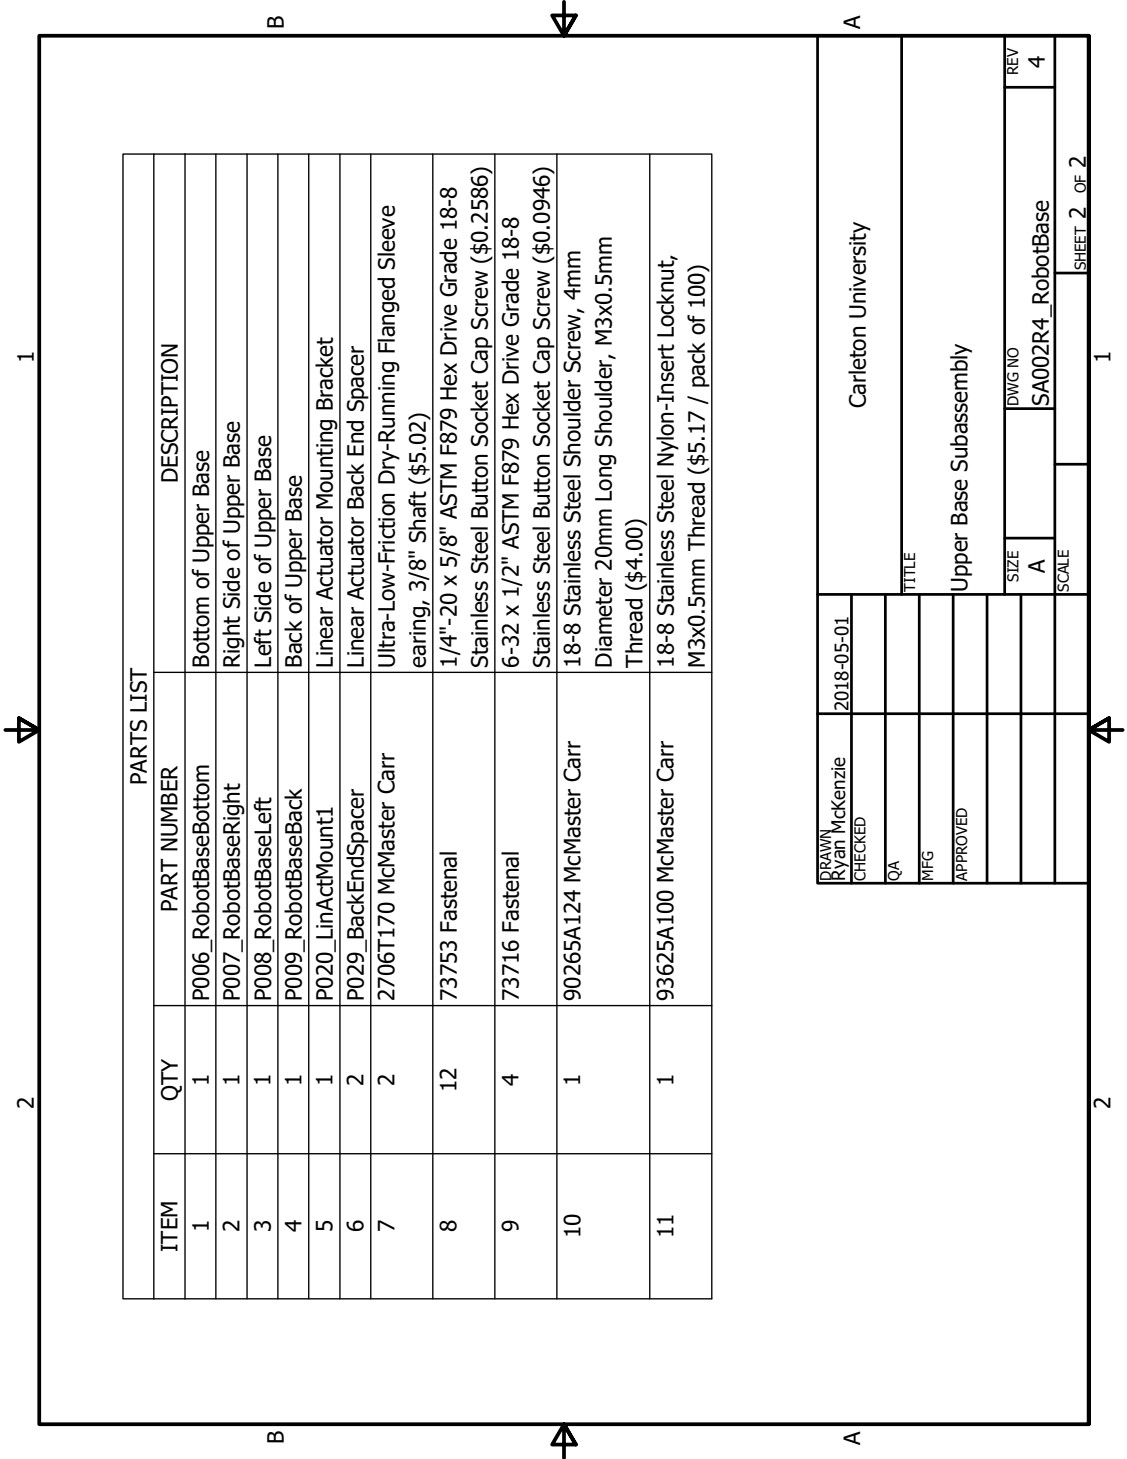 2
1
B
B
PARTS LIST
ITEM QTY PART NUMBER DESCRIPTION
1 1 P006_RobotBaseBottom Bottom of Upper Base
2 1 P007_RobotBaseRight Right Side of Upper Base
3 1 P008_RobotBaseLeft Left Side of Upper Base
4 1 P009_RobotBaseBack Back of Upper Base
5 1 P020_LinActMount1 Linear Actuator Mounting Bracket
6 2 P029_BackEndSpacer Linear Actuator Back End Spacer
7 2 2706T170 McMaster Carr Ultra-Low-Friction Dry-Running Flanged Sleeve
earing, 3/8" Shaft ($5.02)
8 12 73753 Fastenal 1/4"-20 x 5/8" ASTM F879 Hex Drive Grade 18-8
Stainless Steel Button Socket Cap Screw ($0.2586)
9 4 73716 Fastenal 6-32 x 1/2" ASTM F879 Hex Drive Grade 18-8
Stainless Steel Button Socket Cap Screw ($0.0946)
10 1 90265A124 McMaster Carr 18-8 Stainless Steel Shoulder Screw, 4mm
Diameter 20mm Long Shoulder, M3x0.5mm
Thread ($4.00)
11 1 93625A100 McMaster Carr 18-8 Stainless Steel Nylon-Insert Locknut,
M3x0.5mm Thread ($5.17 / pack of 100)
A
A
DRAWN
Ryan McKenzie 2018-05-01
CHECKED
QA
MFG
APPROVED
Carleton University
TITLE
Upper Base Subassembly
SIZE
A
DWG NO
SA002R4_RobotBase
REV
4
SCALE
SHEET 2 OF 2
2
1